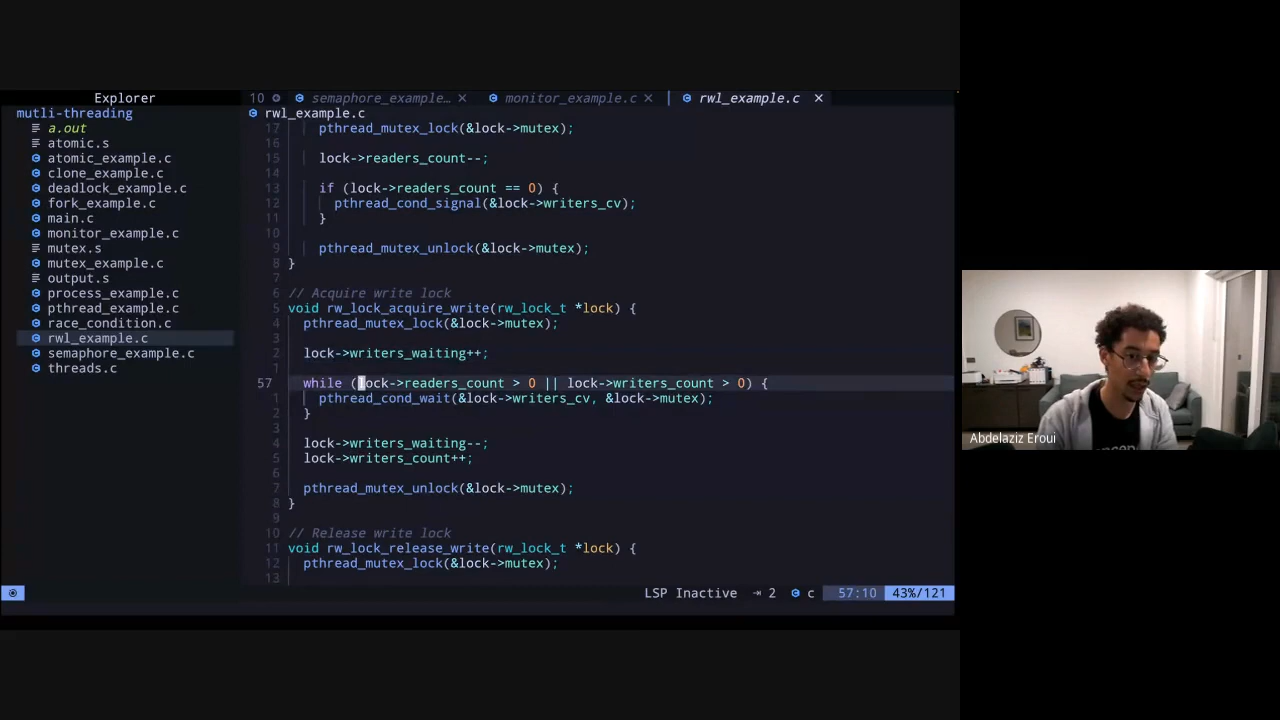 Explorer
mutli-threading
a.out
atomic.s
atomic_example.c
clone_example.c
deadlock_example.c
fork_example.c
main.c
monitor_example.c
mutex.s
mutex_example.c
output.s
process_example.c
pthread_example.c
race_condition.c
rwl_example.c
semaphore_example.c
threads.c
10 semaphore_example… × monitor_example.c × rwl_example.c ×
rwl_example.c
17 pthread_mutex_lock(&lock->mutex);
16
15 lock->readers_count--;
14
13 if (lock->readers_count == 0) {
12 pthread_cond_signal(&lock->writers_cv);
11 }
10
9 pthread_mutex_unlock(&lock->mutex);
8 }
7
6 // Acquire write lock
5 void rw_lock_acquire_write(rw_lock_t *lock) {
4 pthread_mutex_lock(&lock->mutex);
3
2 lock->writers_waiting++;
1
57 while (lock->readers_count > 0 || lock->writers_count > 0) {
1 pthread_cond_wait(&lock->writers_cv, &lock->mutex);
2 }
3
4 lock->writers_waiting--;
5 lock->writers_count++;
6
7 pthread_mutex_unlock(&lock->mutex);
8 }
9
10 // Release write lock
11 void rw_lock_release_write(rw_lock_t *lock) {
12 pthread_mutex_lock(&lock->mutex);
13
LSP Inactive ⇥ 2 c 57:10 43%/121
Abdelaziz Eroui